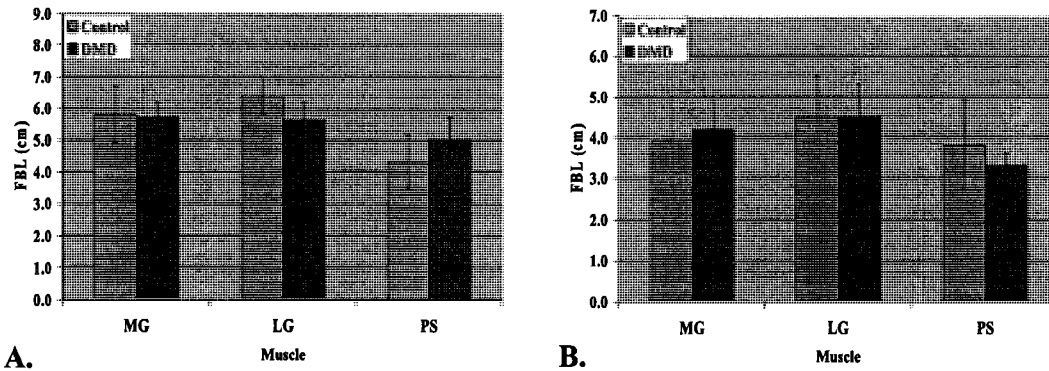 9.0
8.0
7.0
6.0
5.0
4.0
3.0
2.0
1.0
0.0
FBL (cm)
Control
DMD
MG LG PS
Muscle
A.
7.0
6.0
5.0
4.0
3.0
2.0
1.0
0.0
FBL (cm)
Control
DMD
MG LG PS
Muscle
B.